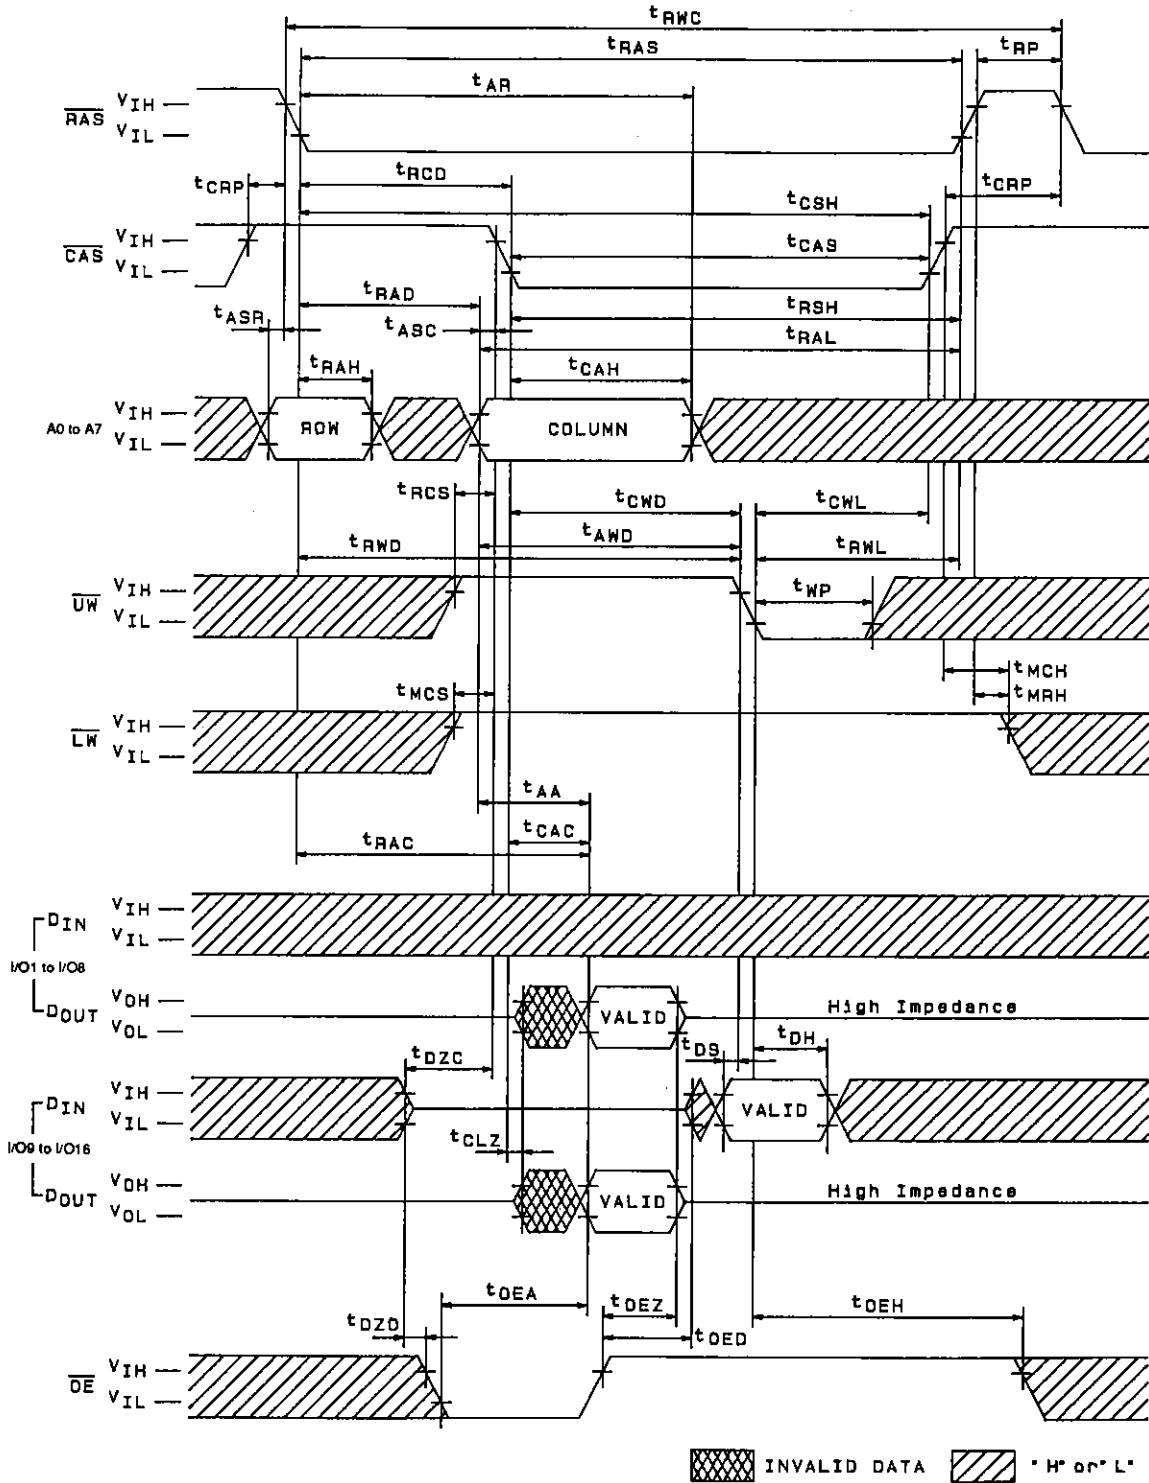 tRWC
tRAS
tRP
tAR
RAS
VIH
VIL
tCRP
tRCD
tCRP
tCSH
CAS
VIH
VIL
tCAS
tRAD
tRSH
tASR
tASC
tRAL
tRAH
tCAH
A0 to A7
VIH
VIL
ROW
COLUMN
tRCS
tCWD
tCWL
tRWD
tAWD
tRWL
UW
VIH
VIL
tWP
tMCH
tMCS
tMRH
LW
VIH
VIL
tAA
tCAC
tRAC
I/O1 to I/O8
DIN
VIH
VIL
DOUT
VOH
VOL
VALID
High Impedance
tDZC
tDS
tDH
I/O9 to I/O16
DIN
VIH
VIL
VALID
tCLZ
DOUT
VOH
VOL
VALID
High Impedance
tOEA
tOEZ
tOEH
tDZO
tOED
OE
VIH
VIL
INVALID DATA
"H" or "L"